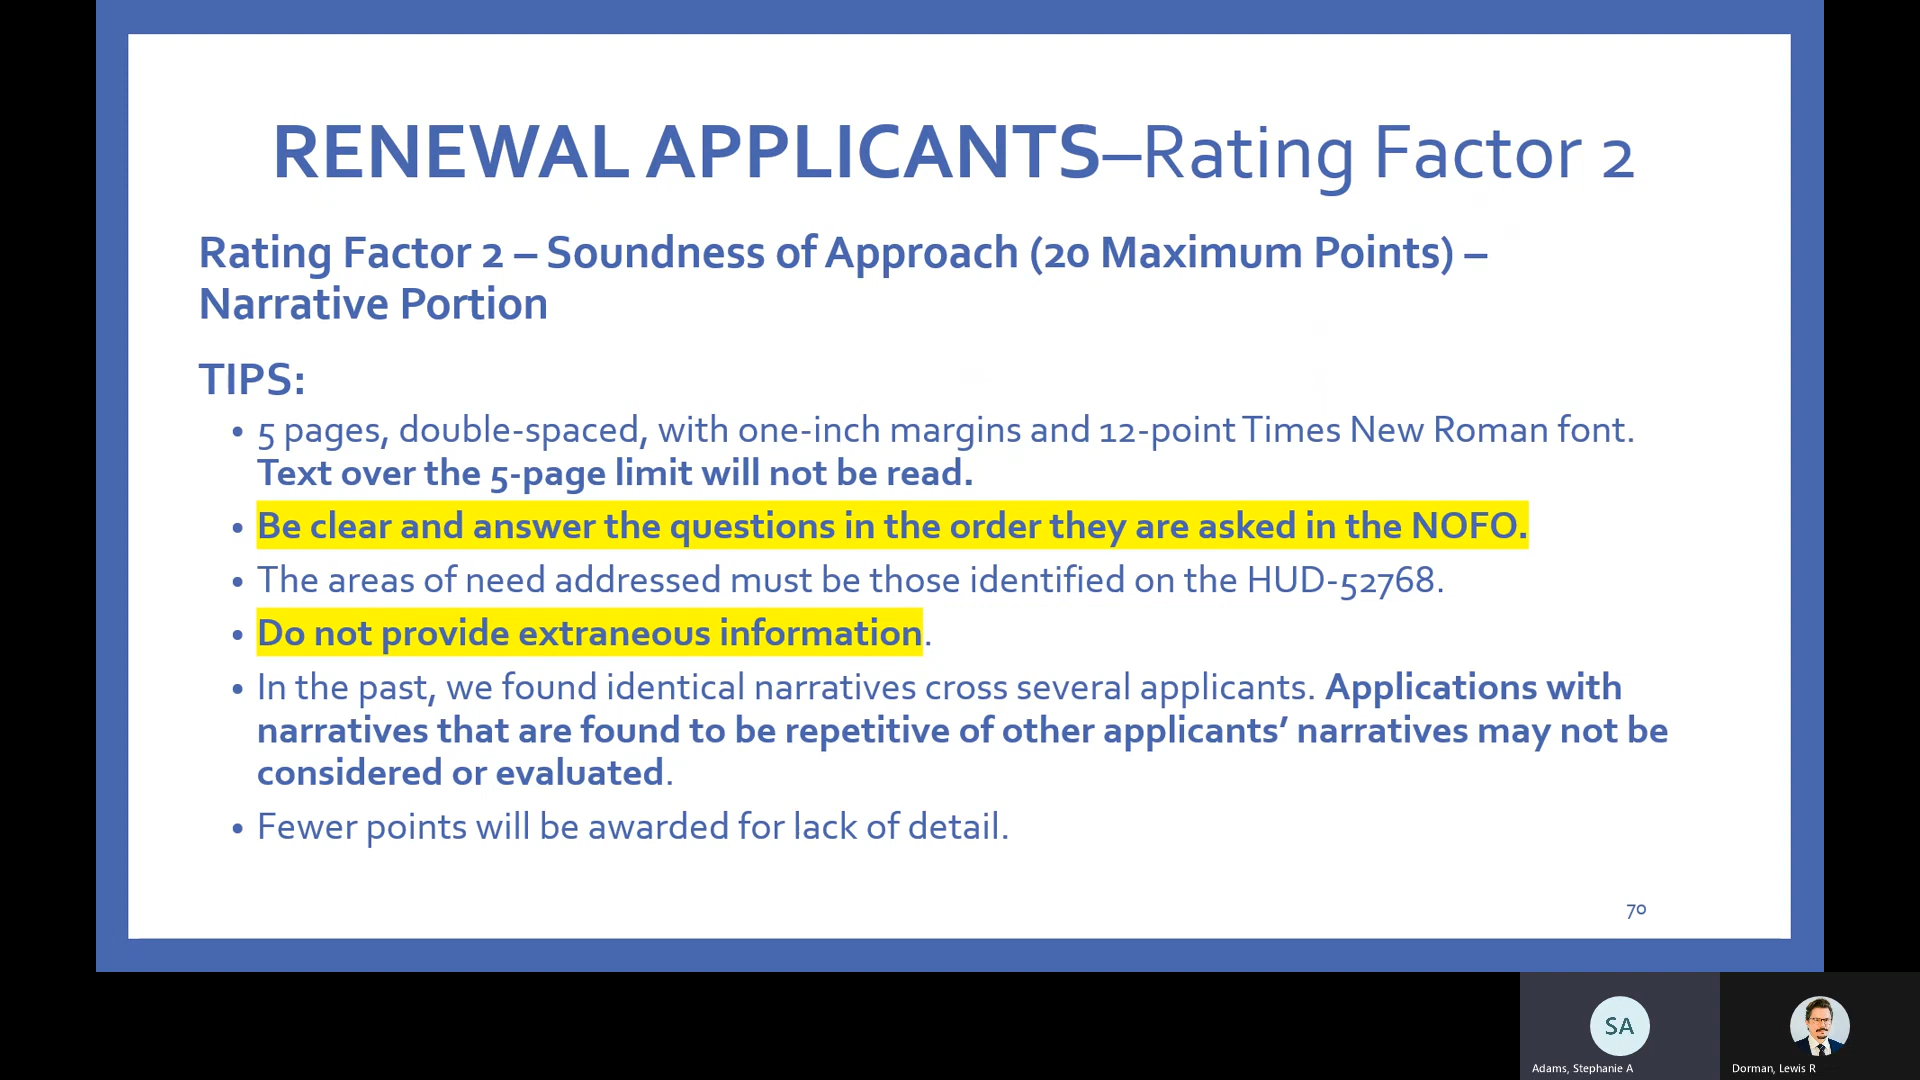 RENEWAL APPLICANTS–Rating Factor 2
Rating Factor 2 – Soundness of Approach (20 Maximum Points) –
Narrative Portion
TIPS:
• 5 pages, double-spaced, with one-inch margins and 12-point Times New Roman font.
Text over the 5-page limit will not be read.
• Be clear and answer the questions in the order they are asked in the NOFO.
• The areas of need addressed must be those identified on the HUD-52768.
• Do not provide extraneous information.
• In the past, we found identical narratives cross several applicants. Applications with
narratives that are found to be repetitive of other applicants’ narratives may not be
considered or evaluated.
• Fewer points will be awarded for lack of detail.
70
SA
Adams, Stephanie A
Dorman, Lewis R